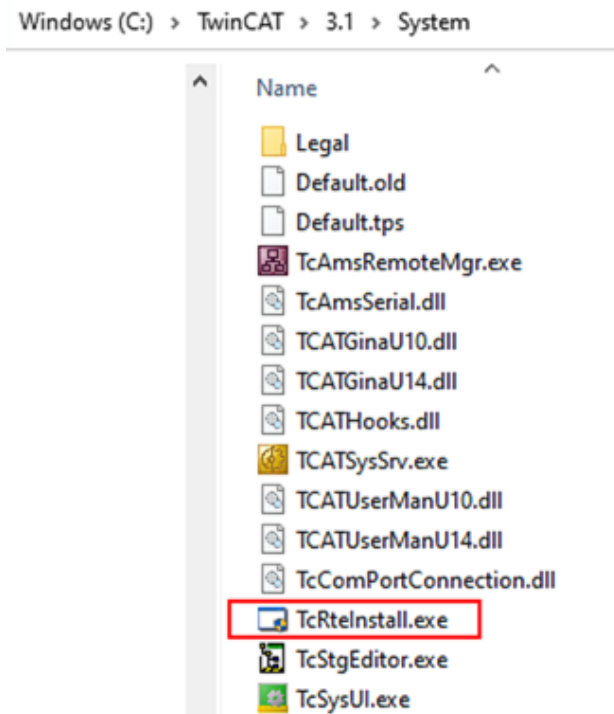 Windows (C:) > TwinCAT > 3.1 > System
Name
Legal
Default.old
Default.tps
TcAmsRemoteMgr.exe
TcAmsSerial.dll
TCATGinaU10.dll
TCATGinaU14.dll
TCATHooks.dll
TCATSysSrv.exe
TCATUserManU10.dll
TCATUserManU14.dll
TcComPortConnection.dll
TcRteInstall.exe
TcStgEditor.exe
TcSysUI.exe